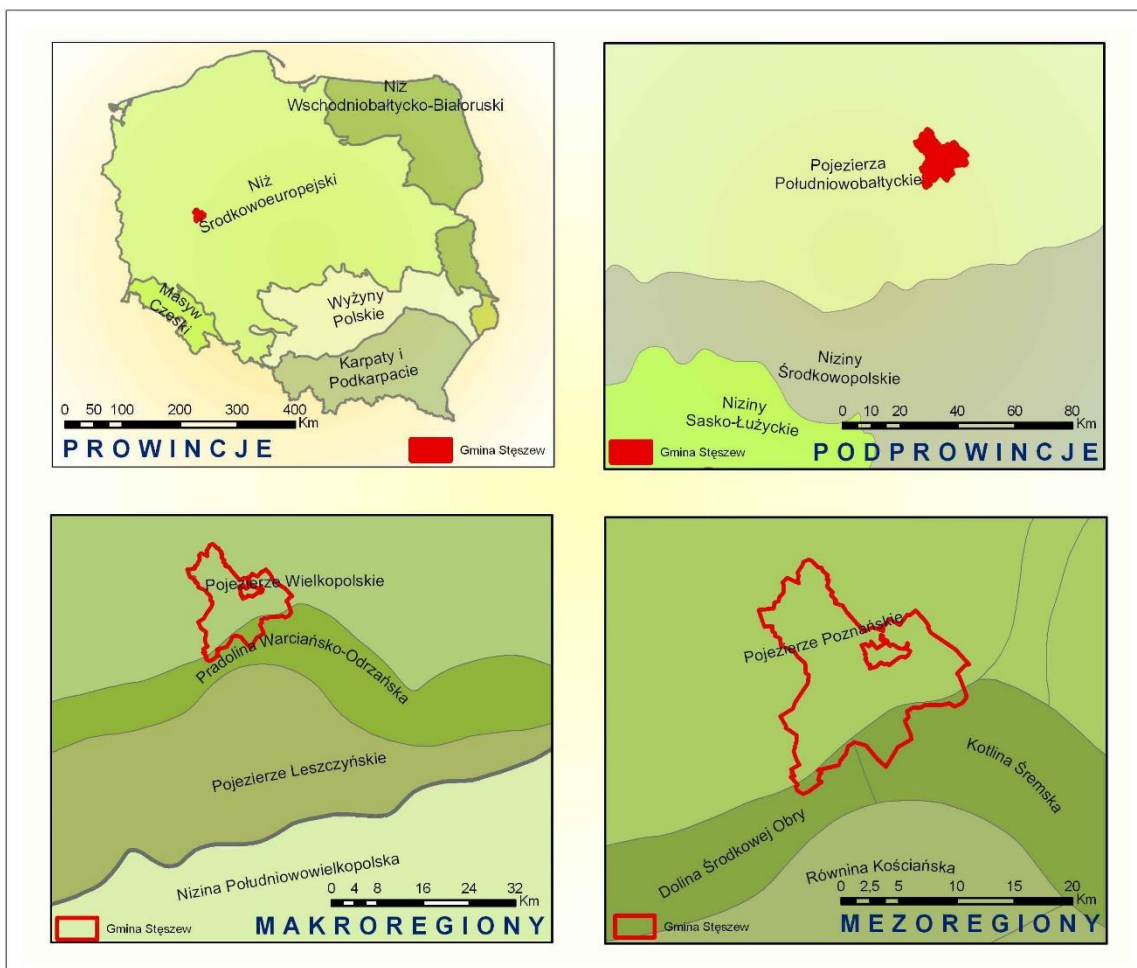 Niż
Wschodniobałtycko-Białoruski
Niż
Środkowoeuropejski
Masyw
Czeski
Wyżyny
Polskie
Karpaty i
Podkarpacie
0 50 100 200 300 400
Km
PROWINCJE
Gmina Stęszew
Pojezierza
Południowobałtyckie
Niziny
Środkowopolskie
Niziny
Sasko-Łużyckie
0 10 20 40 60 80
Km
Gmina Stęszew
PODPROWINCJE
Pojezierze Wielkopolskie
Pradolina Warciańsko-Odrzańska
Pojezierze Leszczyńskie
Nizina Południowowielkopolska
0 4 8 16 24 32
Km
Gmina Stęszew
MAKROREGIONY
Pojezierze Poznańskie
Kotlina Śremska
Dolina Środkowej Obry
Równina Kościańska
0 2,5 5 10 15 20
Km
Gmina Stęszew
MEZOREGIONY